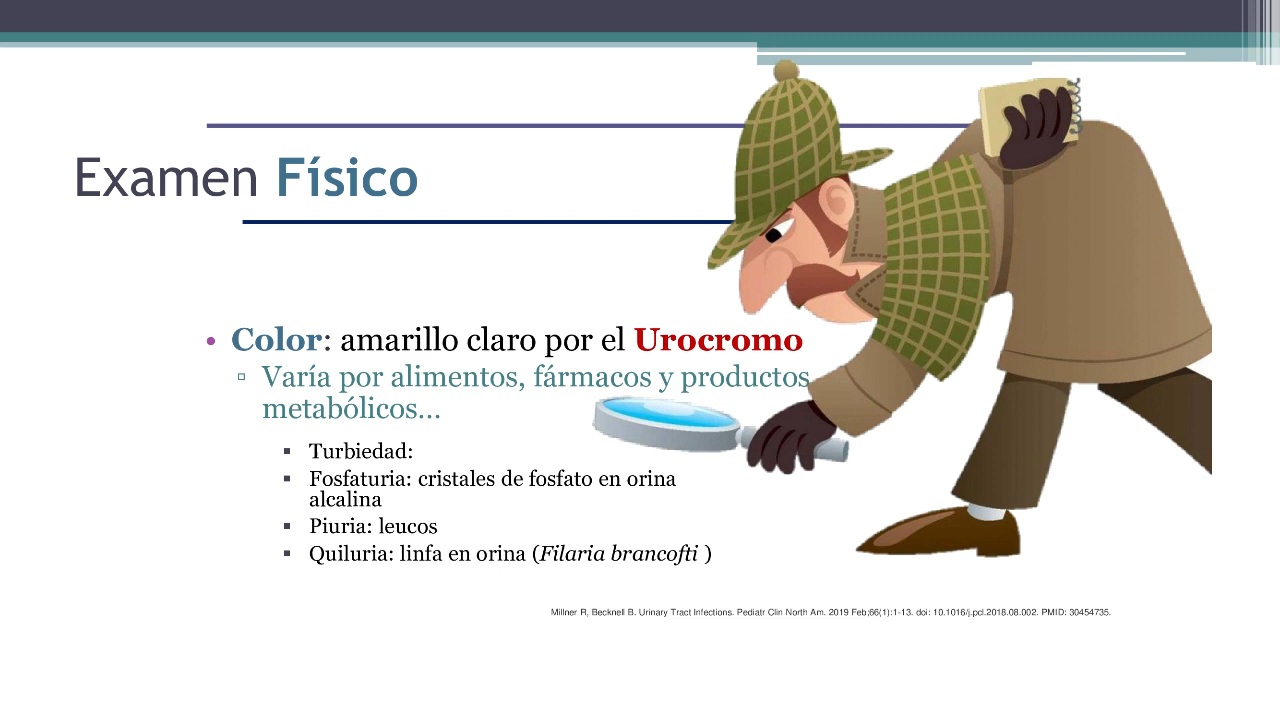 Examen Físico
• Color: amarillo claro por el Urocromo
▫ Varía por alimentos, fármacos y productos
metabólicos...
▪ Turbiedad:
▪ Fosfaturia: cristales de fosfato en orina
alcalina
▪ Piuria: leucos
▪ Quiluria: linfa en orina (Filaria brancofti )
Millner R, Becknell B. Urinary Tract Infections. Pediatr Clin North Am. 2019 Feb;66(1):1-13. doi: 10.1016/j.pcl.2018.08.002. PMID: 30454735.